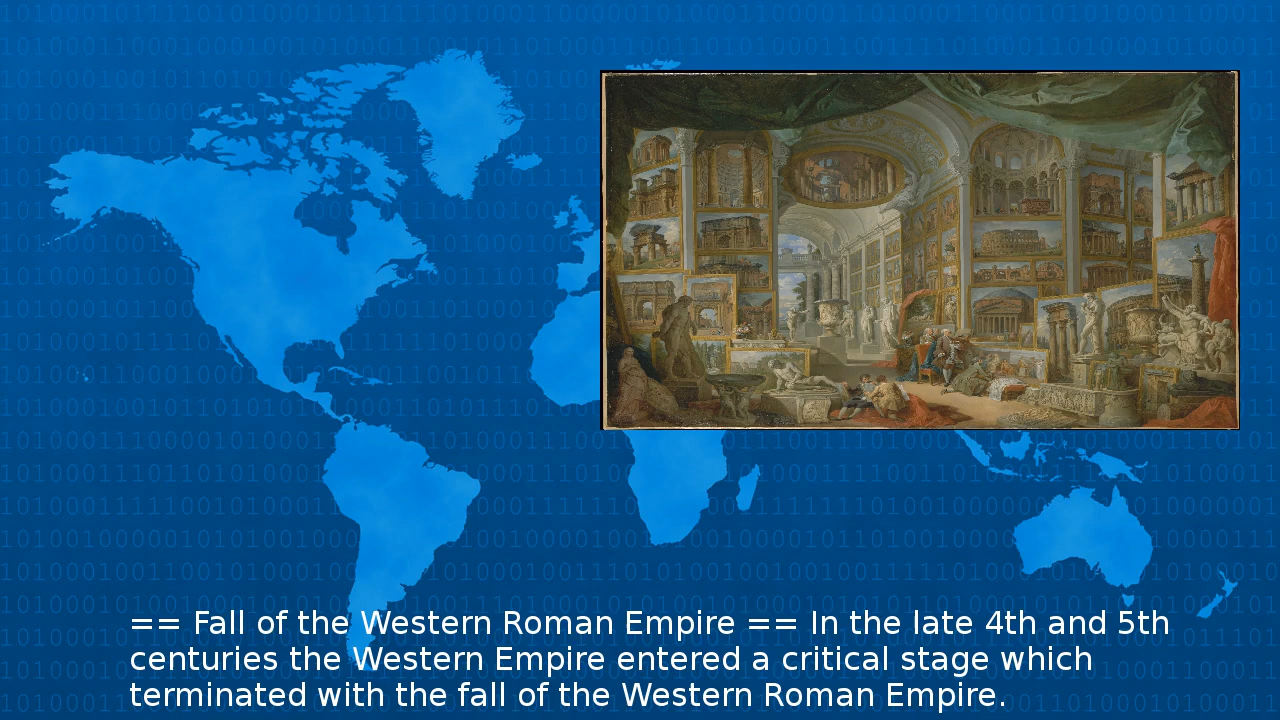 == Fall of the Western Roman Empire == In the late 4th and 5th
centuries the Western Empire entered a critical stage which
terminated with the fall of the Western Roman Empire.